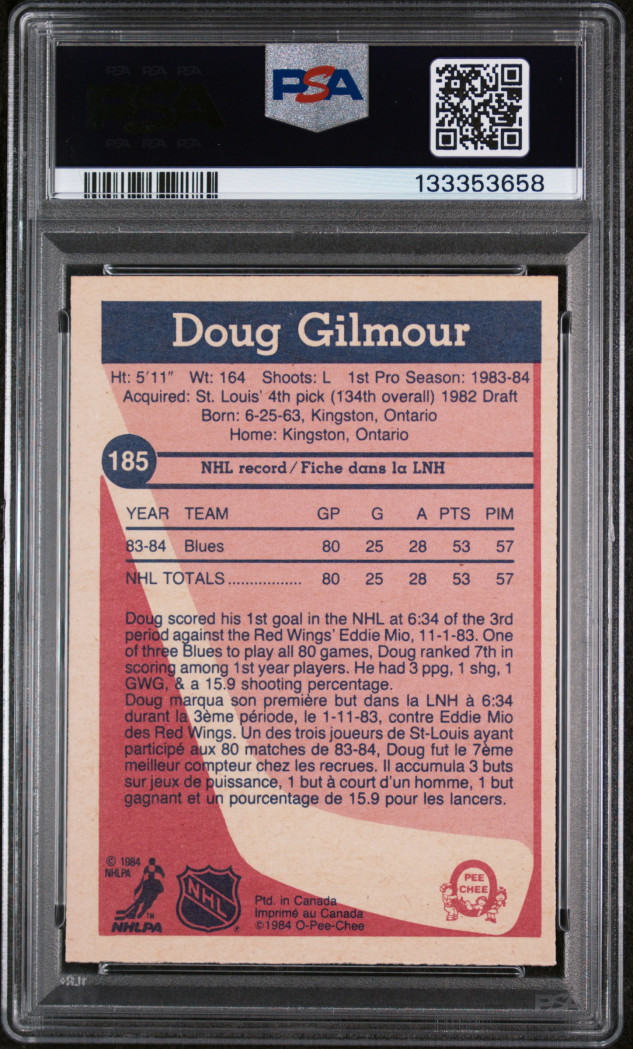 PSA PSA PSA
PSA
PSA PSA PSA
PSA
133353658
Doug Gilmour
Ht: 5'11" Wt: 164 Shoots: L 1st Pro Season: 1983-84
Acquired: St. Louis' 4th pick (134th overall) 1982 Draft
Born: 6-25-63, Kingston, Ontario
Home: Kingston, Ontario
185
NHL record/Fiche dans la LNH
YEAR TEAM GP G A PTS PIM
83-84 Blues 80 25 28 53 57
NHL TOTALS................. 80 25 28 53 57
Doug scored his 1st goal in the NHL at 6:34 of the 3rd
period against the Red Wings' Eddie Mio, 11-1-83. One
of three Blues to play all 80 games, Doug ranked 7th in
scoring among 1st year players. He had 3 ppg, 1 shg, 1
GWG, & a 15.9 shooting percentage.
Doug marqua son première but dans la LNH à 6:34
durant la 3ème période, le 1-11-83, contre Eddie Mio
des Red Wings. Un des trois joueurs de St-Louis ayant
participé aux 80 matches de 83-84, Doug fut le 7ème
meilleur compteur chez les recrues. Il accumula 3 buts
sur jeux de puissance, 1 but à court d'un homme, 1 but
gagnant et un pourcentage de 15.9 pour les lancers.
© 1984
NHLPA
TM
NHLPA
NHL
Ptd. in Canada
Imprimé au Canada
©1984 O-Pee-Chee
PEE
CHEE
PSA